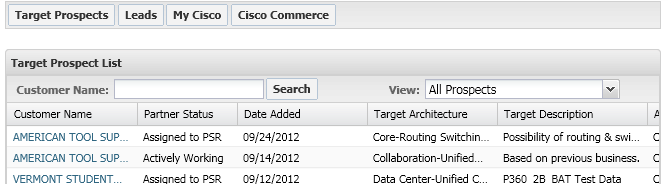 Target Prospects Leads My Cisco Cisco Commerce
Target Prospect List
Customer Name: Search View: All Prospects
Customer Name Partner Status Date Added Target Architecture Target Description
AMERICAN TOOL SUP... Assigned to PSR 09/24/2012 Core-Routing Switching... Possibility of routing & swi...
AMERICAN TOOL SUP... Actively Working 09/14/2012 Collaboration-Unified... Based on previous business.
VERMONT STUDENT... Assigned to PSR 09/12/2012 Data Center-Unified C... P360_2B_BAT Test Data